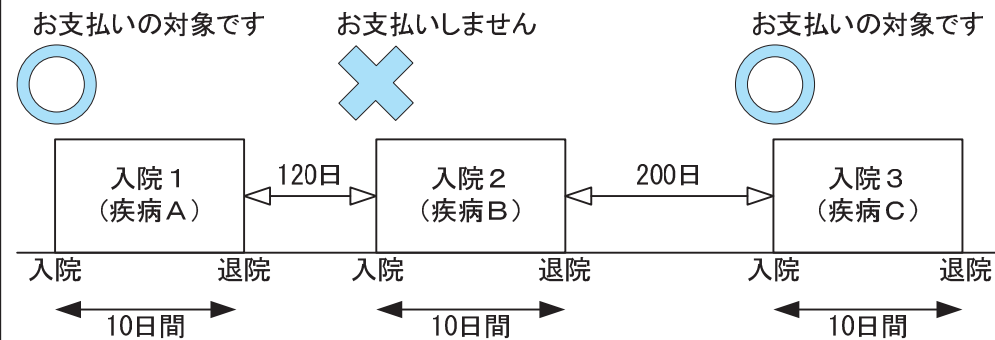 お支払いの対象です
お支払いしません
お支払いの対象です
入院1
(疾病A)
120日
入院2
(疾病B)
200日
入院3
(疾病C)
入院
退院
入院
退院
入院
退院
10日間
10日間
10日間